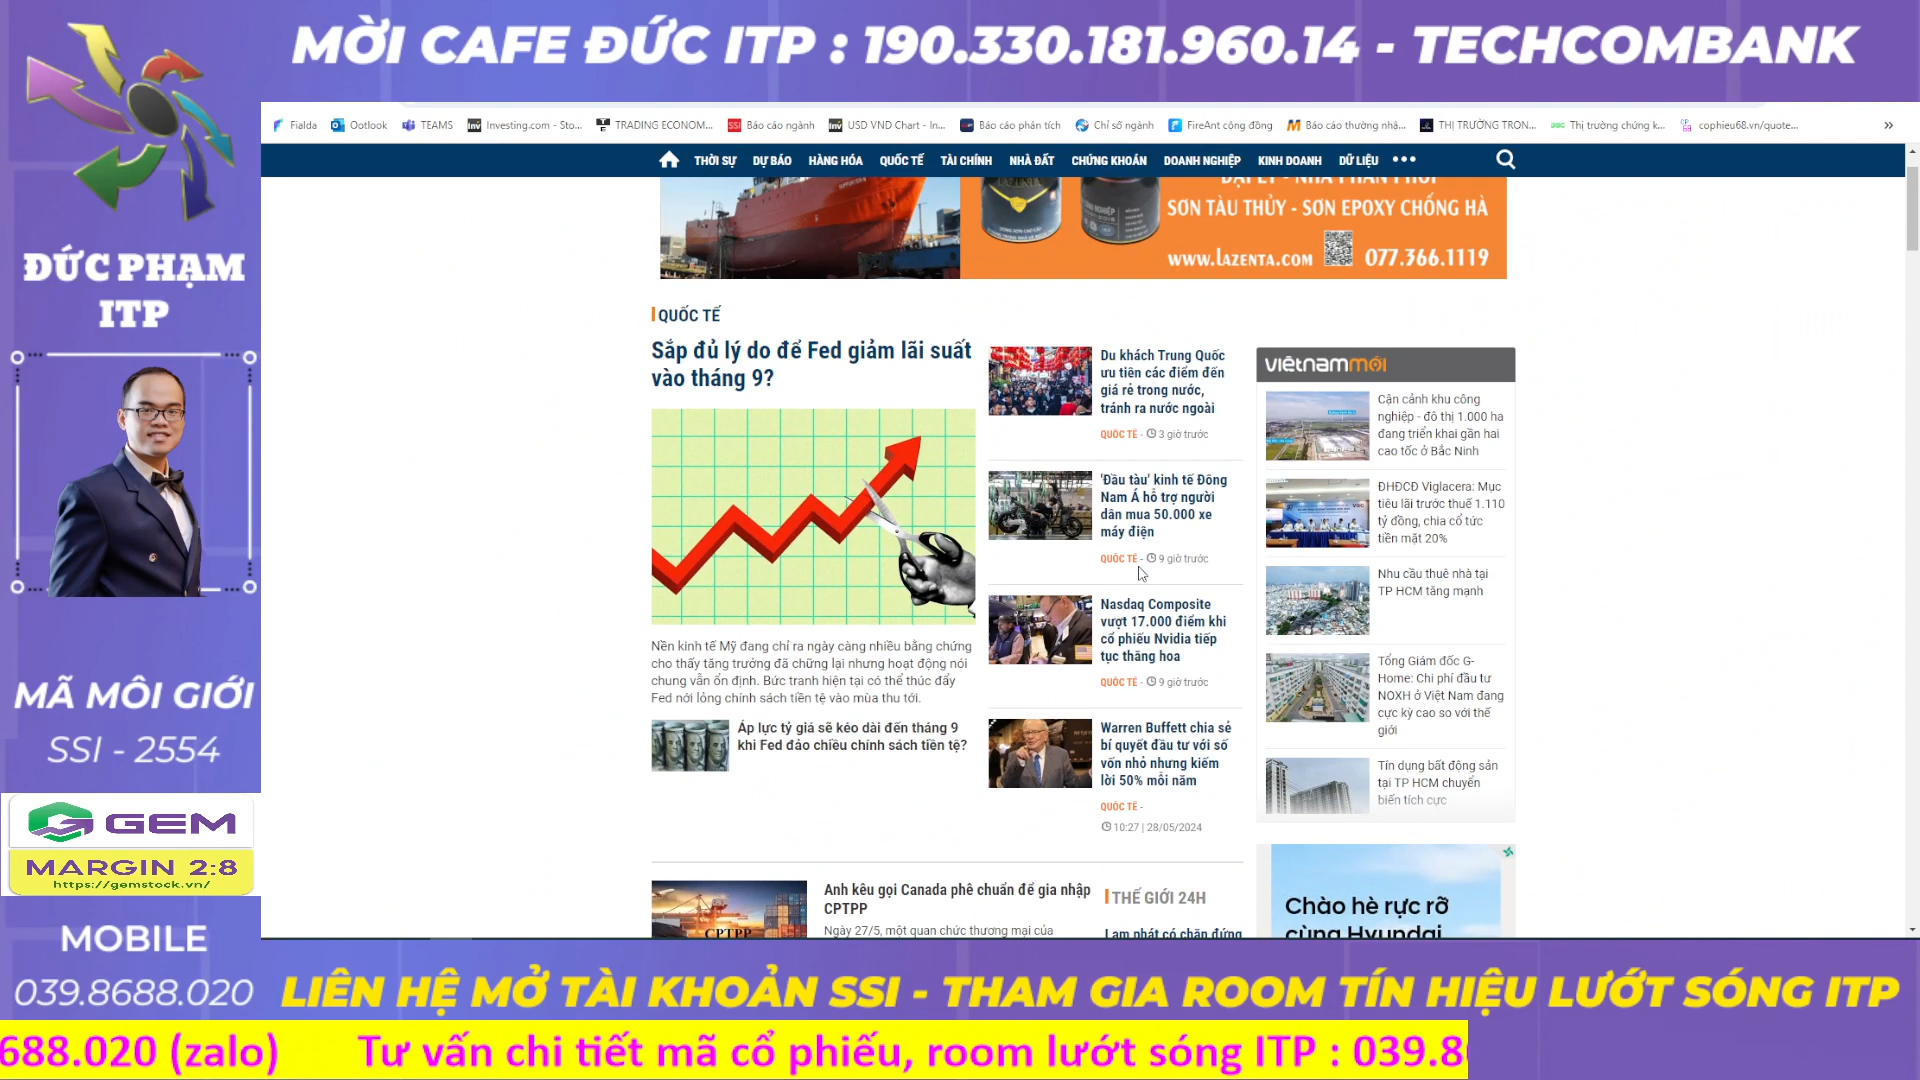 MỜI CAFE ĐỨC ITP : 190.330.181.960.14 - TECHCOMBANK
Fialda
Ootlook
TEAMS
Investing.com - Sto...
TRADING ECONOM...
Báo cáo ngành
USD VND Chart - In...
Báo cáo phân tích
Chỉ số ngành
FireAnt cộng đồng
Báo cáo thường nhậ...
THỊ TRƯỜNG TRON...
Thị trường chứng k...
cophieu68.vn/quote...
THỜI SỰ
DỰ BÁO
HÀNG HÓA
QUỐC TẾ
TÀI CHÍNH
NHÀ ĐẤT
CHỨNG KHOÁN
DOANH NGHIỆP
KINH DOANH
DỮ LIỆU
SƠN TÀU THỦY - SƠN EPOXY CHỐNG HÀ
www.LAZENTA.COM 077.366.1119
ĐỨC PHẠM
ITP
MÃ MÔI GIỚI
SSI - 2554
GEM
MARGIN 2:8
https://gemstock.vn/
MOBILE
039.8688.020
QUỐC TẾ
Sắp đủ lý do để Fed giảm lãi suất
vào tháng 9?
Nền kinh tế Mỹ đang chỉ ra ngày càng nhiều bằng chứng
cho thấy tăng trưởng đã chững lại nhưng hoạt động nói
chung vẫn ổn định. Bức tranh hiện tại có thể thúc đẩy
Fed nới lỏng chính sách tiền tệ vào mùa thu tới.
Áp lực tỷ giá sẽ kéo dài đến tháng 9
khi Fed đảo chiều chính sách tiền tệ?
Du khách Trung Quốc
ưu tiên các điểm đến
giá rẻ trong nước,
tránh ra nước ngoài
QUỐC TẾ - 3 giờ trước
'Đầu tàu' kinh tế Đông
Nam Á hỗ trợ người
dân mua 50.000 xe
máy điện
QUỐC TẾ - 9 giờ trước
Nasdaq Composite
vượt 17.000 điểm khi
cổ phiếu Nvidia tiếp
tục thăng hoa
QUỐC TẾ - 9 giờ trước
Warren Buffett chia sẻ
bí quyết đầu tư với số
vốn nhỏ nhưng kiếm
lời 50% mỗi năm
QUỐC TẾ -
10:27 | 28/05/2024
vietnammới
Cận cảnh khu công
nghiệp - đô thị 1.000 ha
đang triển khai gần hai
cao tốc ở Bắc Ninh
ĐHĐCĐ Viglacera: Mục
tiêu lãi trước thuế 1.110
tỷ đồng, chia cổ tức
tiền mặt 20%
Nhu cầu thuê nhà tại
TP HCM tăng mạnh
Tổng Giám đốc G-
Home: Chi phí đầu tư
NOXH ở Việt Nam đang
cực kỳ cao so với thế
giới
Tín dụng bất động sản
tại TP HCM chuyển
biến tích cực
CPTPP
Anh kêu gọi Canada phê chuẩn để gia nhập
CPTPP
Ngày 27/5, một quan chức thương mại của
THẾ GIỚI 24H
Lạm phát có chặn đứng
Chào hè rực rỡ
cùng Hyundai
LIÊN HỆ MỞ TÀI KHOẢN SSI - THAM GIA ROOM TÍN HIỆU LƯỚT SÓNG ITP
688.020 (zalo) Tư vấn chi tiết mã cổ phiếu, room lướt sóng ITP : 039.8